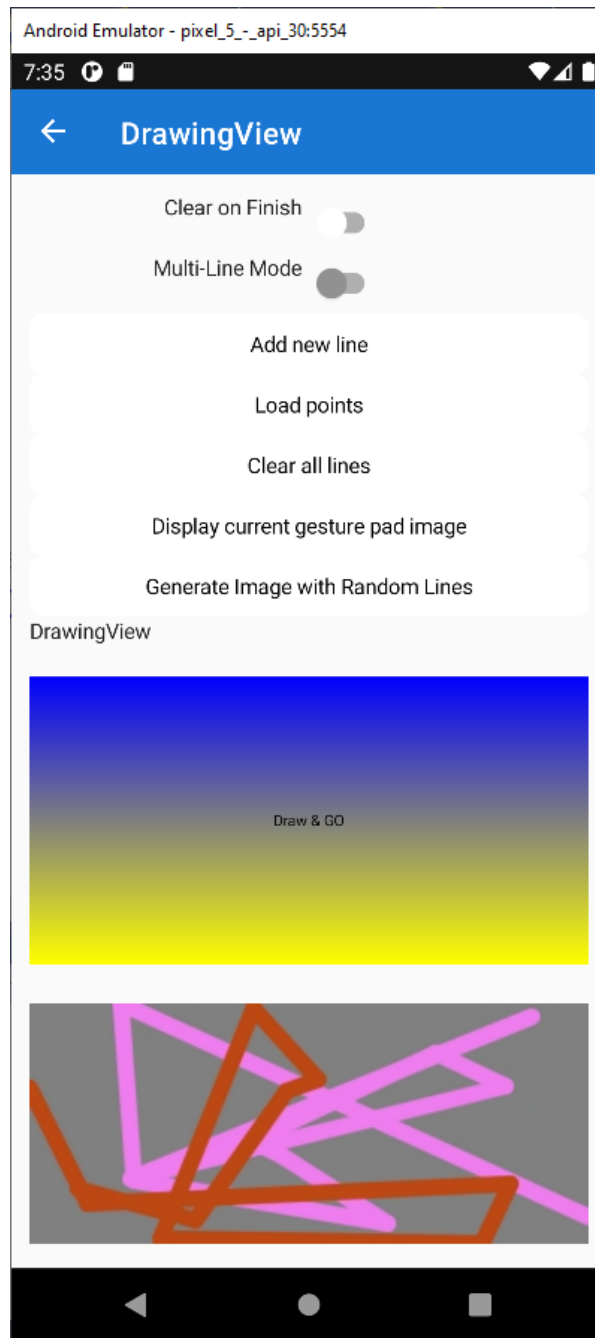 Android Emulator - pixel_5_-_api_30:5554
7:35
DrawingView
Clear on Finish
Multi-Line Mode
Add new line
Load points
Clear all lines
Display current gesture pad image
Generate Image with Random Lines
DrawingView
Draw & GO